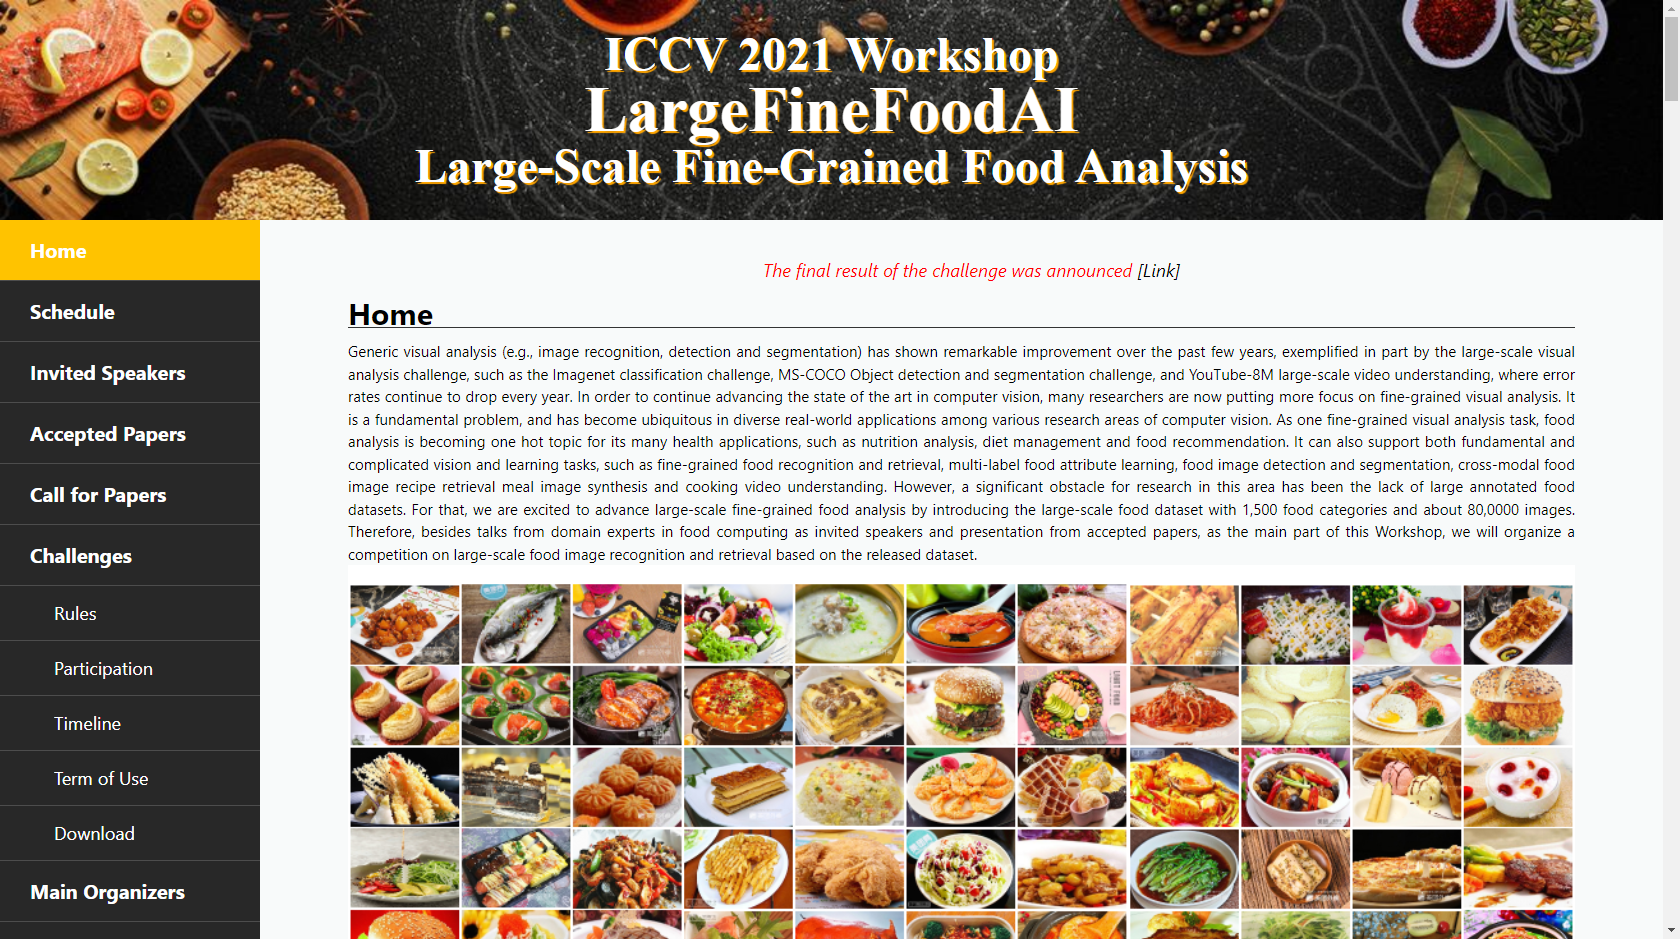 ICCV 2021 Workshop
LargeFineFoodAI
Large-Scale Fine-Grained Food Analysis
Home
Schedule
Invited Speakers
Accepted Papers
Call for Papers
Challenges
Rules
Participation
Timeline
Term of Use
Download
Main Organizers
The final result of the challenge was announced [Link]
Home
Generic visual analysis (e.g., image recognition, detection and segmentation) has shown remarkable improvement over the past few years, exemplified in part by the large-scale visual
analysis challenge, such as the Imagenet classification challenge, MS-COCO Object detection and segmentation challenge, and YouTube-8M large-scale video understanding, where error
rates continue to drop every year. In order to continue advancing the state of the art in computer vision, many researchers are now putting more focus on fine-grained visual analysis. It
is a fundamental problem, and has become ubiquitous in diverse real-world applications among various research areas of computer vision. As one fine-grained visual analysis task, food
analysis is becoming one hot topic for its many health applications, such as nutrition analysis, diet management and food recommendation. It can also support both fundamental and
complicated vision and learning tasks, such as fine-grained food recognition and retrieval, multi-label food attribute learning, food image detection and segmentation, cross-modal food
image recipe retrieval meal image synthesis and cooking video understanding. However, a significant obstacle for research in this area has been the lack of large annotated food
datasets. For that, we are excited to advance large-scale fine-grained food analysis by introducing the large-scale food dataset with 1,500 food categories and about 80,0000 images.
Therefore, besides talks from domain experts in food computing as invited speakers and presentation from accepted papers, as the main part of this Workshop, we will organize a
competition on large-scale food image recognition and retrieval based on the released dataset.